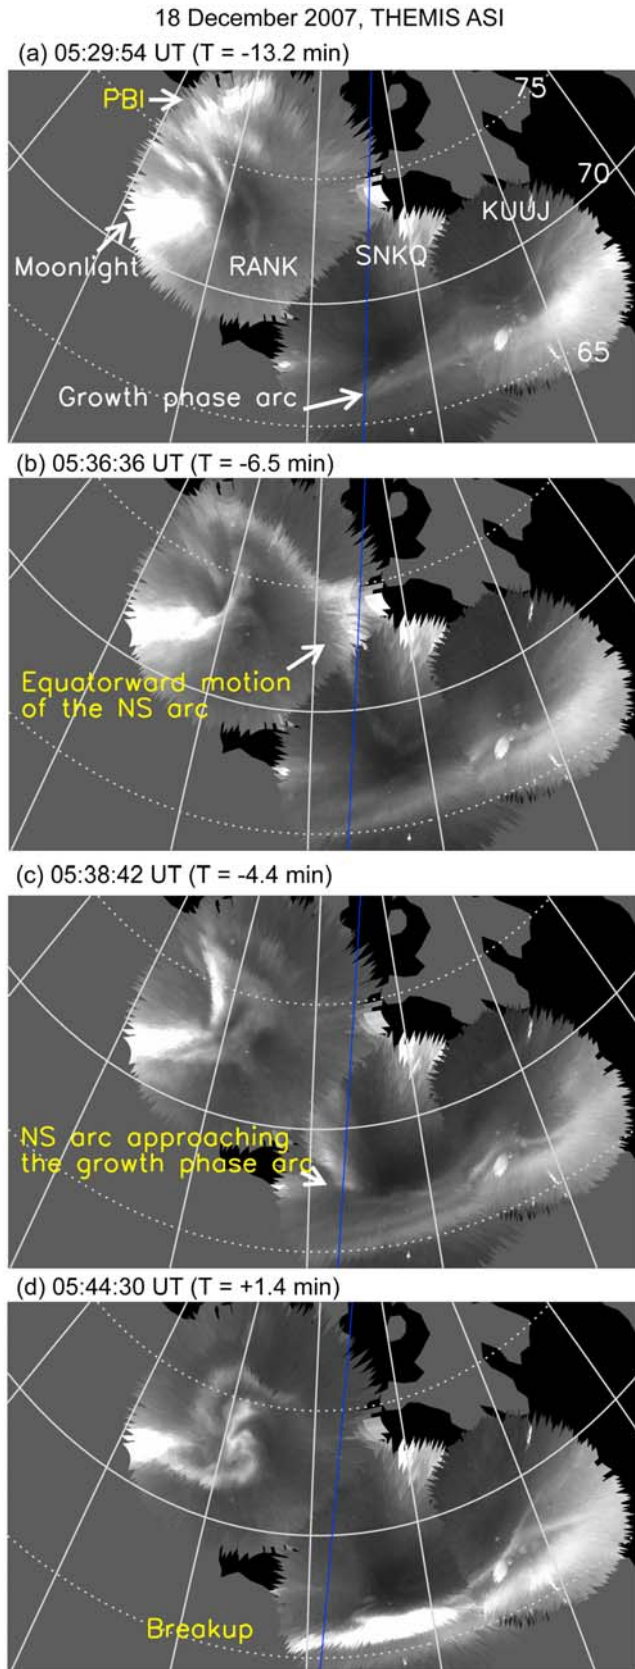 18 December 2007, THEMIS ASI
(a) 05:29:54 UT (T = -13.2 min)
PBI
75
70
KUUJ
Moonlight
RANK
SNKQ
65
Growth phase arc
(b) 05:36:36 UT (T = -6.5 min)
Equatorward motion
of the NS arc
(c) 05:38:42 UT (T = -4.4 min)
NS arc approaching
the growth phase arc
(d) 05:44:30 UT (T = +1.4 min)
Breakup